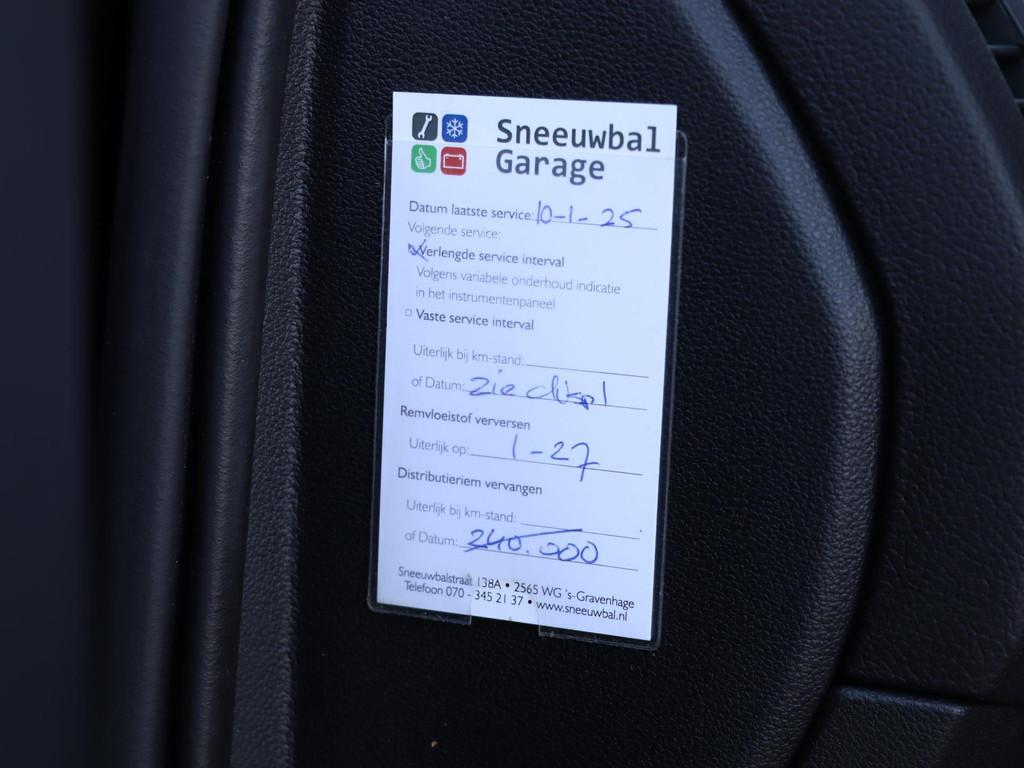 Sneeuwbal
Garage
Datum laatste service: 10-1-25
Volgende service:
Verlengde service interval
Volgens variabele onderhoud indicatie
in het instrumentenpaneel
Vaste service interval
Uiterlijk bij km-stand:
of Datum: zie
Remvloeistof verversen
Uiterlijk op: 1-27
Distributieriem vervangen
Uiterlijk bij km-stand:
of Datum: 240.000
Sneeuwbalstraat 138A • 2565 WG 's-Gravenhage
Telefoon 070 - 345 21 37 • www.sneeuwbal.nl